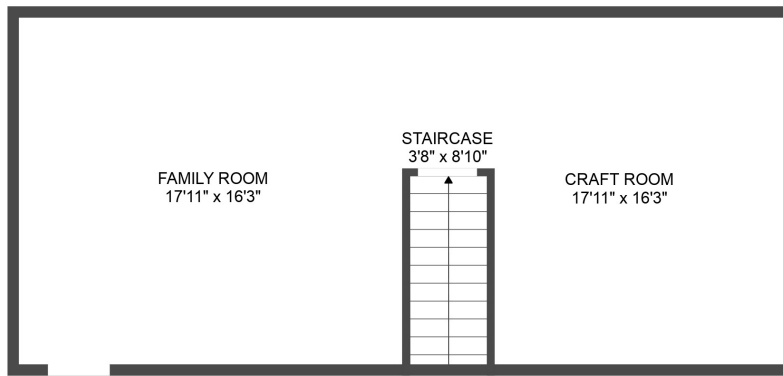 FAMILY ROOM
17'11" x 16'3"
STAIRCASE
3'8" x 8'10"
CRAFT ROOM
17'11" x 16'3"